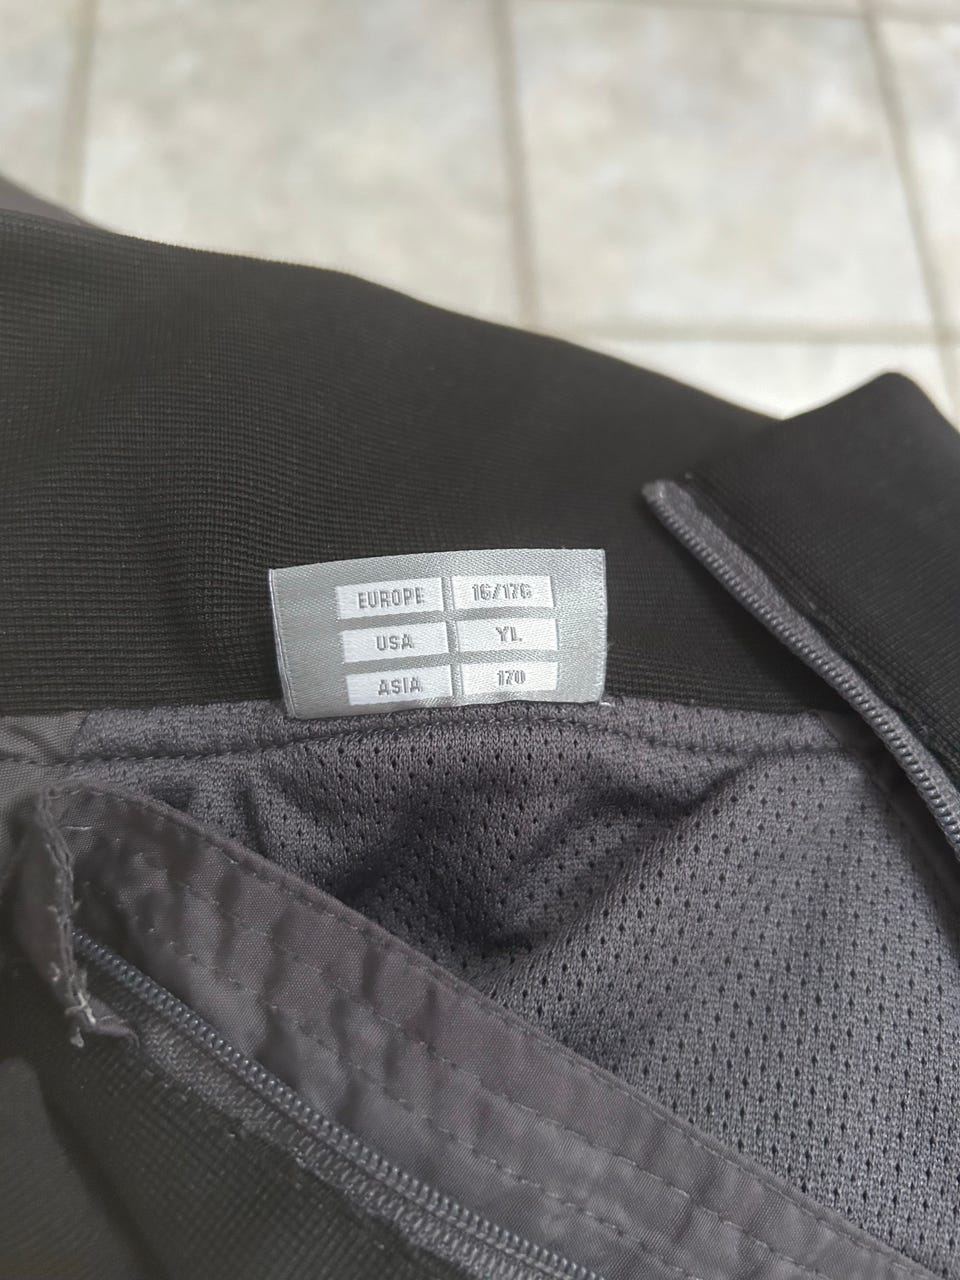 EUROPE 16/176
USA YL
ASIA 170